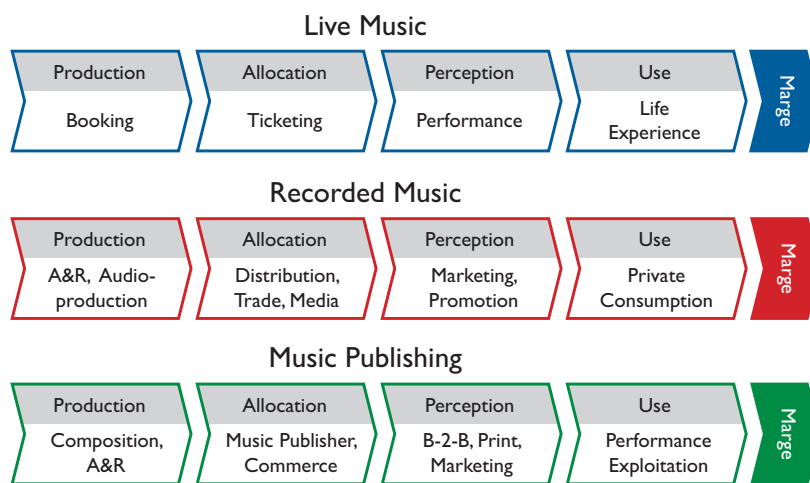 Live Music
Production
Allocation
Perception
Use
Booking
Ticketing
Performance
Life
Experience
Marge
Recorded Music
Production
Allocation
Perception
Use
A&R, Audio-
production
Distribution,
Trade, Media
Marketing,
Promotion
Private
Consumption
Marge
Music Publishing
Production
Allocation
Perception
Use
Composition,
A&R
Music Publisher,
Commerce
B-2-B, Print,
Marketing
Performance
Exploitation
Marge